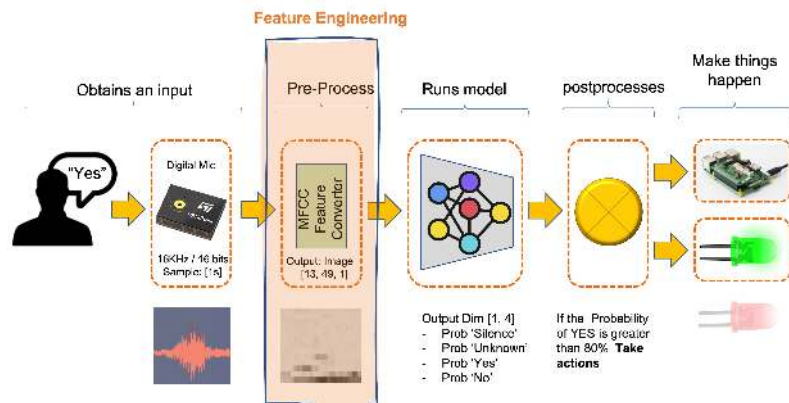 Feature Engineering
Obtains an input
Pre-Process
Runs model
postprocesses
Make things
happen
"Yes"
Digital Mic
MFCC
Feature
Convertor
16KHz / 16 bits
Sample: [1s]
Output: Image
[13, 49, 1]
Output Dim [1, 4]
- Prob 'Silence'
- Prob 'Unknown'
- Prob 'Yes'
- Prob 'No'
If the Probability
of YES is greater
than 80% Take
actions